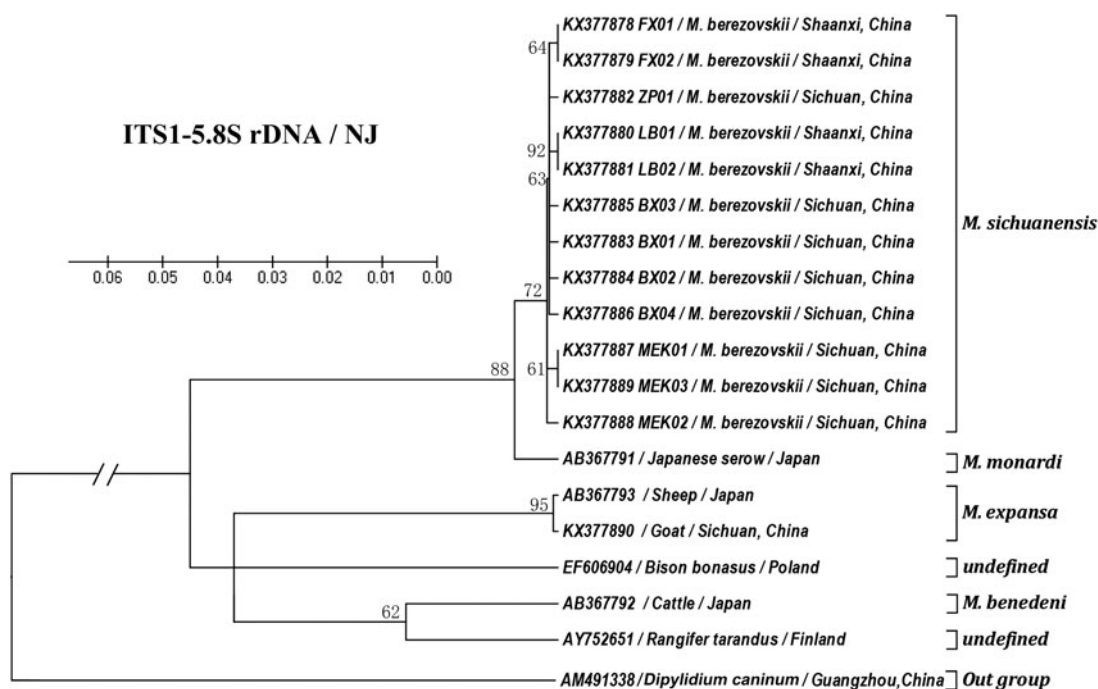 KX377878 FX01 / M. berezovskii / Shaanxi, China
64
KX377879 FX02 / M. berezovskii / Shaanxi, China
KX377882 ZP01 / M. berezovskii / Sichuan, China
ITS1-5.8S rDNA / NJ
KX377880 LB01 / M. berezovskii / Shaanxi, China
92
KX377881 LB02 / M. berezovskii / Shaanxi, China
63
KX377885 BX03 / M. berezovskii / Sichuan, China
M. sichuanensis
KX377883 BX01 / M. berezovskii / Sichuan, China
0.06 0.05 0.04 0.03 0.02 0.01 0.00
KX377884 BX02 / M. berezovskii / Sichuan, China
72
KX377886 BX04 / M. berezovskii / Sichuan, China
KX377887 MEK01 / M. berezovskii / Sichuan, China
88
61
KX377889 MEK03 / M. berezovskii / Sichuan, China
KX377888 MEK02 / M. berezovskii / Sichuan, China
AB367791 / Japanese serow / Japan
M. monardi
AB367793 / Sheep / Japan
95
M. expansa
KX377890 / Goat / Sichuan, China
EF606904 / Bison bonasus / Poland
undefined
AB367792 / Cattle / Japan
M. benedeni
62
AY752651 / Rangifer tarandus / Finland
undefined
AM491338 / Dipylidium caninum / Guangzhou,China
Out group